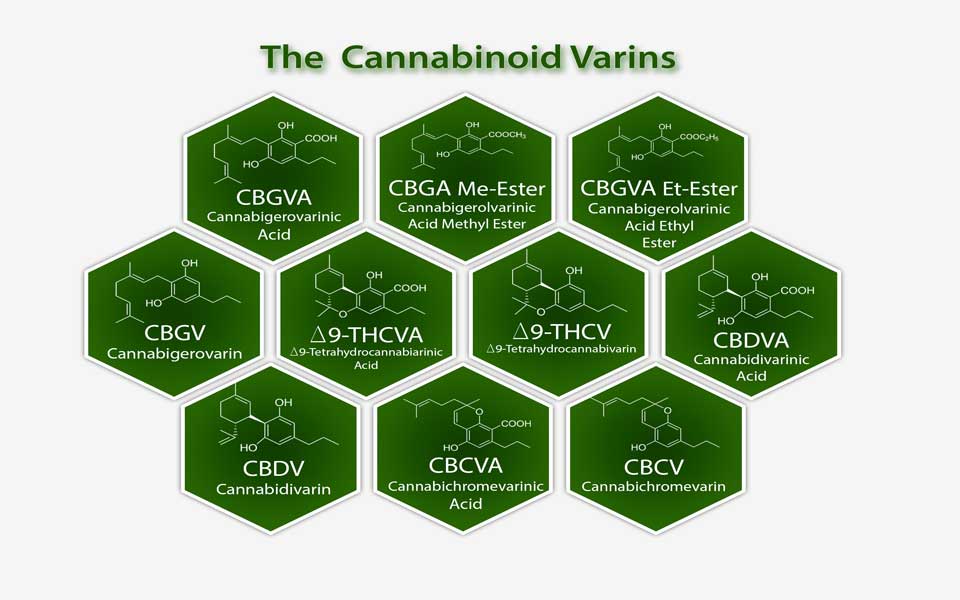 The Cannabinoid Varins
OH
COOH
HO
CBGVA
Cannabigerovarinic
Acid
OH
COOCH₃
HO
CBGA Me-Ester
Cannabigerolvarinic
Acid Methyl Ester
OH
COOC₂H₅
HO
CBGVA Et-Ester
Cannabigerolvarinic
Acid Ethyl
Ester
OH
HO
CBGV
Cannabigerovarin
OH
COOH
O
Δ9-THCVA
Δ9-Tetrahydrocannabiarinic
Acid
OH
O
Δ9-THCV
Δ9-Tetrahydrocannabivarin
OH
COOH
HO
CBDVA
Cannabidivarinic
Acid
OH
HO
CBDV
Cannabidivarin
O
COOH
HO
CBCVA
Cannabichromevarinic
Acid
O
HO
CBCV
Cannabichromevarin